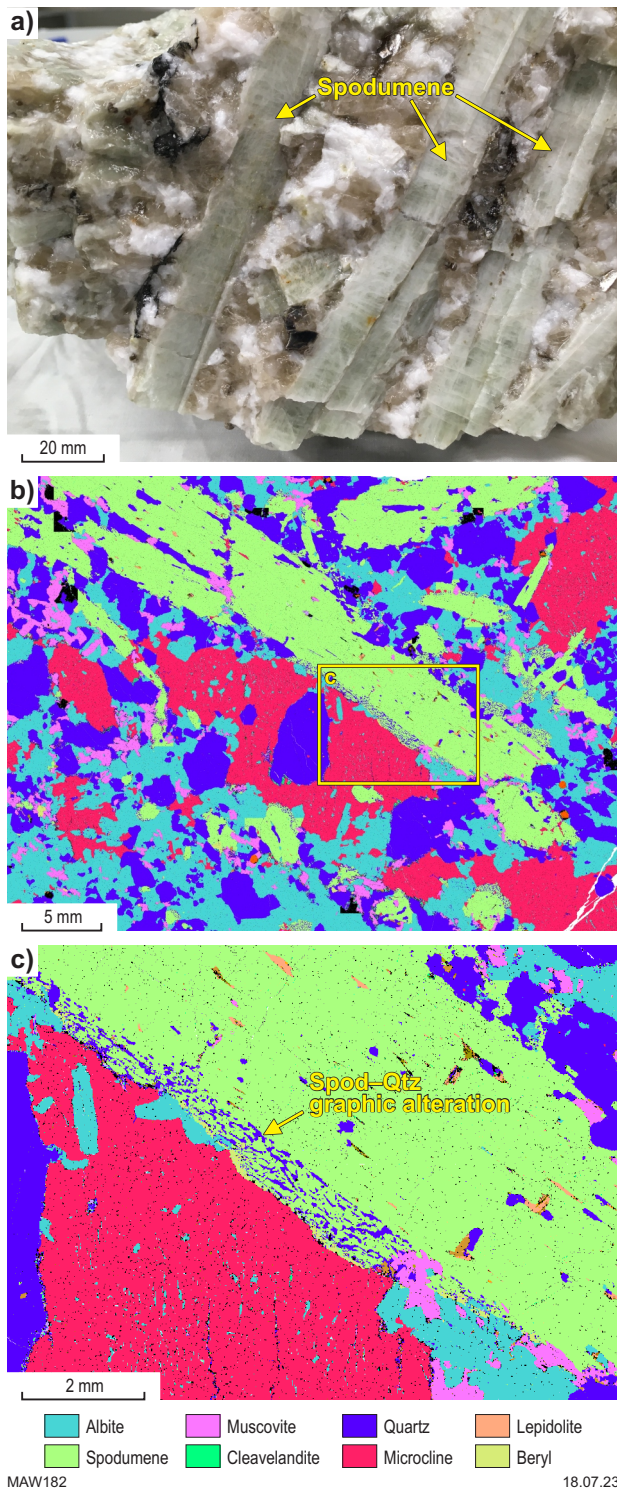 a)
Spodumene
20 mm
b)
c
5 mm
c)
Spod–Qtz
graphic alteration
2 mm
Albite Muscovite Quartz Lepidolite
Spodumene Cleavelandite Microcline Beryl
MAW182 18.07.23